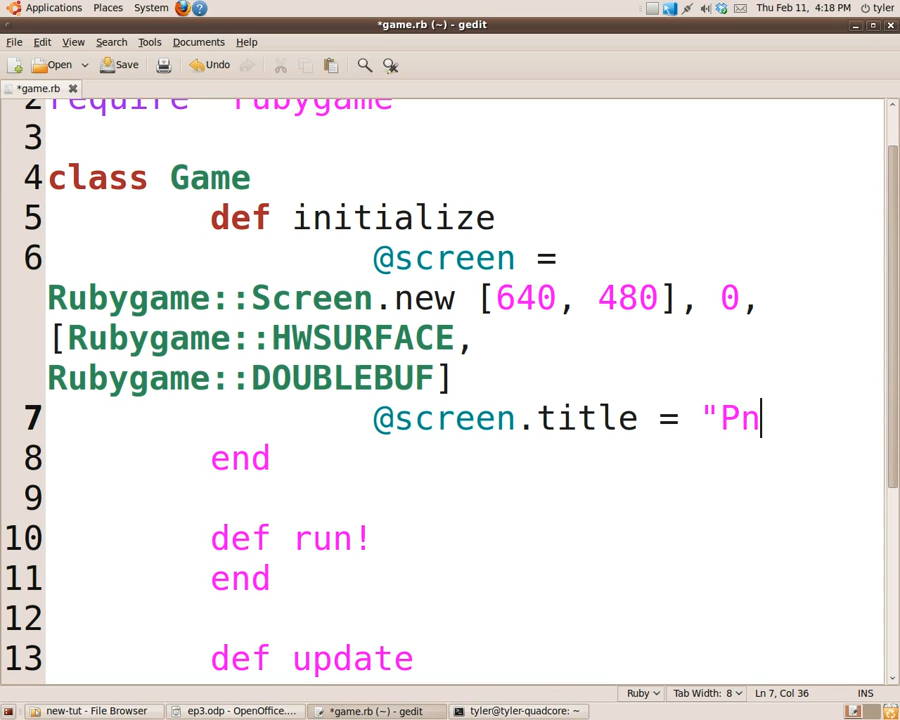 Applications Places System ? Thu Feb 11, 4:18 PM tyler
*game.rb (~) - gedit
File Edit View Search Tools Documents Help
Open Save Undo
*game.rb
2 require "rubygame"
3
4 class Game
5 def initialize
6 @screen =
Rubygame::Screen.new [640, 480], 0,
[Rubygame::HWSURFACE,
Rubygame::DOUBLEBUF]
7 @screen.title = "Pn
8 end
9
10 def run!
11 end
12
13 def update
Ruby Tab Width: 8 Ln 7, Col 36 INS
new-tut - File Browser ep3.odp - OpenOffice.... *game.rb (~) - gedit tyler@tyler-quadcore: ~